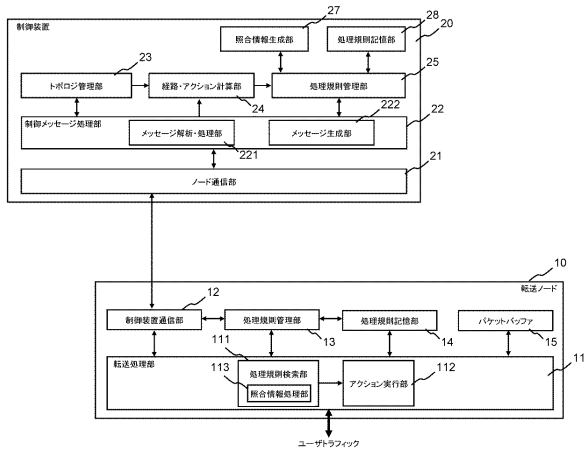 制御装置
27
28
20
照合情報生成部
処理規則記憶部
23
25
トポロジ管理部
経路・アクション計算部
処理規則管理部
24
222
22
制御メッセージ処理部
メッセージ解析・処理部
メッセージ生成部
221
21
ノード通信部
10
転送ノード
12
制御装置通信部
処理規則管理部
処理規則記憶部
パケットバッファ
111
13
14
15
11
転送処理部
処理規則検索部
113
照合情報処理部
アクション実行部
112
ユーザトラフィック